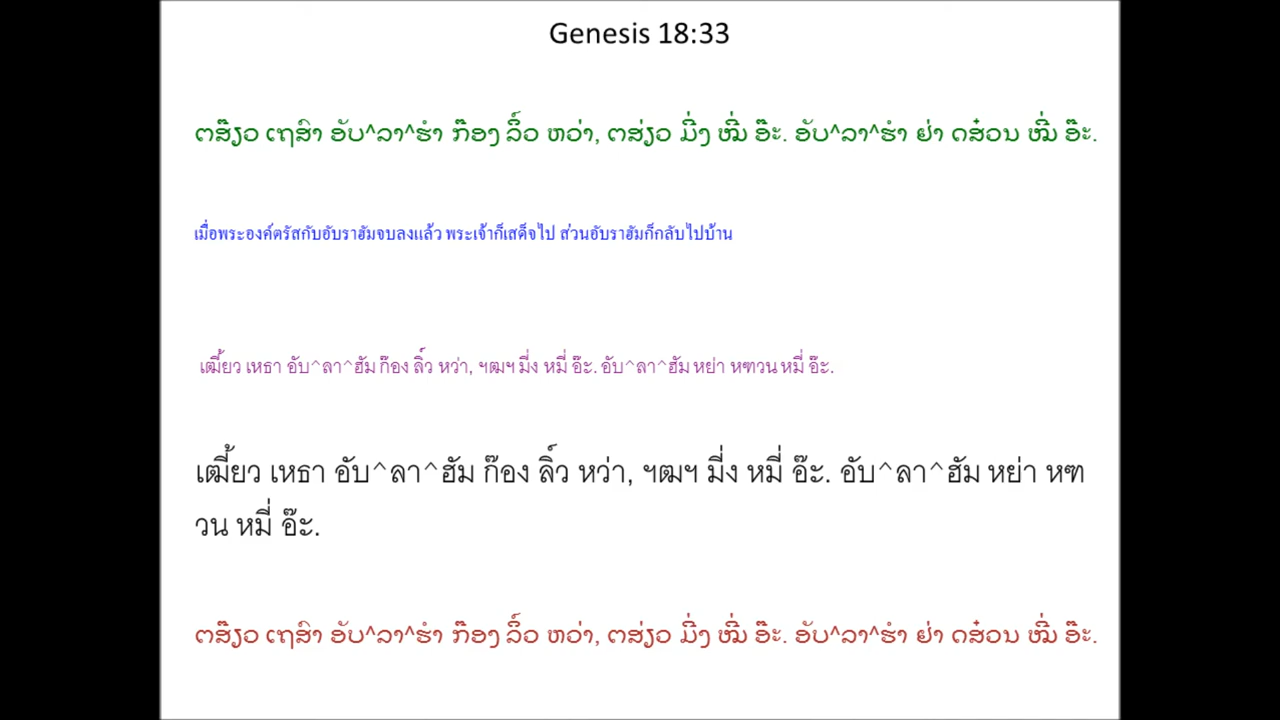 Genesis 18:33
ຕສ໊ຽວ ເຖສົາ ອັບ^ລາ^ຮຳ ກ໊ອງ ລິ໌ວ ຫວ່າ, ຕສ່ຽວ ມີ່ງ ໝີ່ ອ໊ະ. ອັບ^ລາ^ຮຳ ຢ່າ ດສ໋ວນ ໝີ່ ອ໊ະ.
เมื่อพระองค์ตรัสกับอับราฮัมจบลงแล้ว พระเจ้าก็เสด็จไป ส่วนอับราฮัมก็กลับไปบ้าน
เฒี้ยว เหธา อับ^ลา^ฮัม ก๊อง ลิ์ว หว่า, ฯฒฯ มี่ง หมี่ อ๊ะ. อับ^ลา^ฮัม หย่า หฑวน หมี่ อ๊ะ.
เฒี้ยว เหธา อับ^ลา^ฮัม ก๊อง ลิ์ว หว่า, ฯฒฯ มี่ง หมี่ อ๊ะ. อับ^ลา^ฮัม หย่า หฑ
วน หมี่ อ๊ะ.
ຕສ໊ຽວ ເຖສົາ ອັບ^ລາ^ຮຳ ກ໊ອງ ລິ໌ວ ຫວ່າ, ຕສ່ຽວ ມີ່ງ ໝີ່ ອ໊ະ. ອັບ^ລາ^ຮຳ ຢ່າ ດສ໋ວນ ໝີ່ ອ໊ະ.